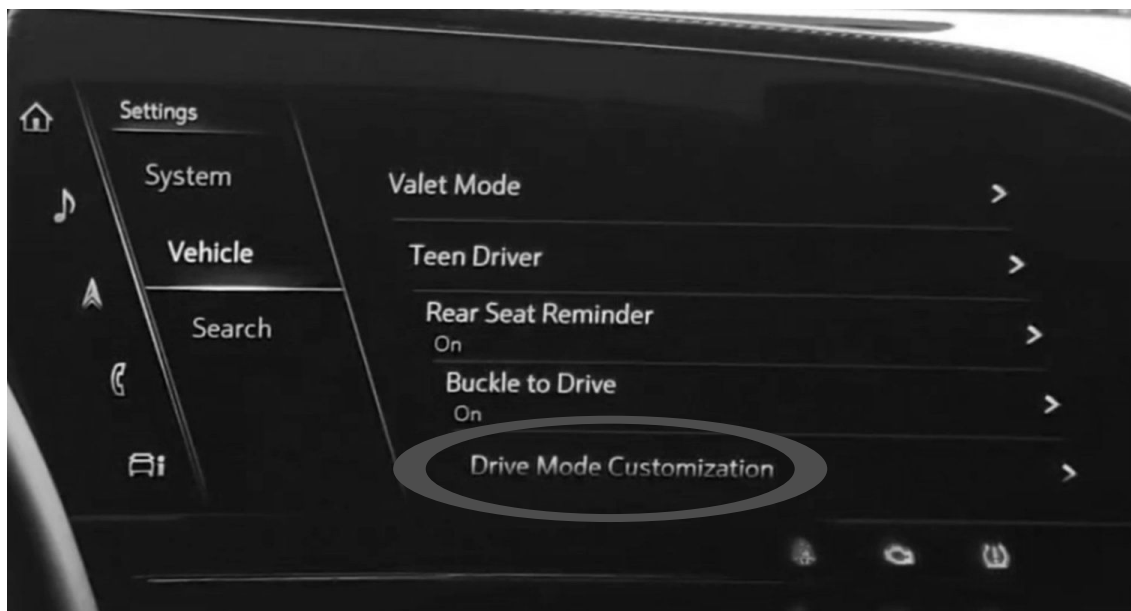 Settings
System
Vehicle
Search
Valet Mode
Teen Driver
Rear Seat Reminder
On
Buckle to Drive
On
Drive Mode Customization